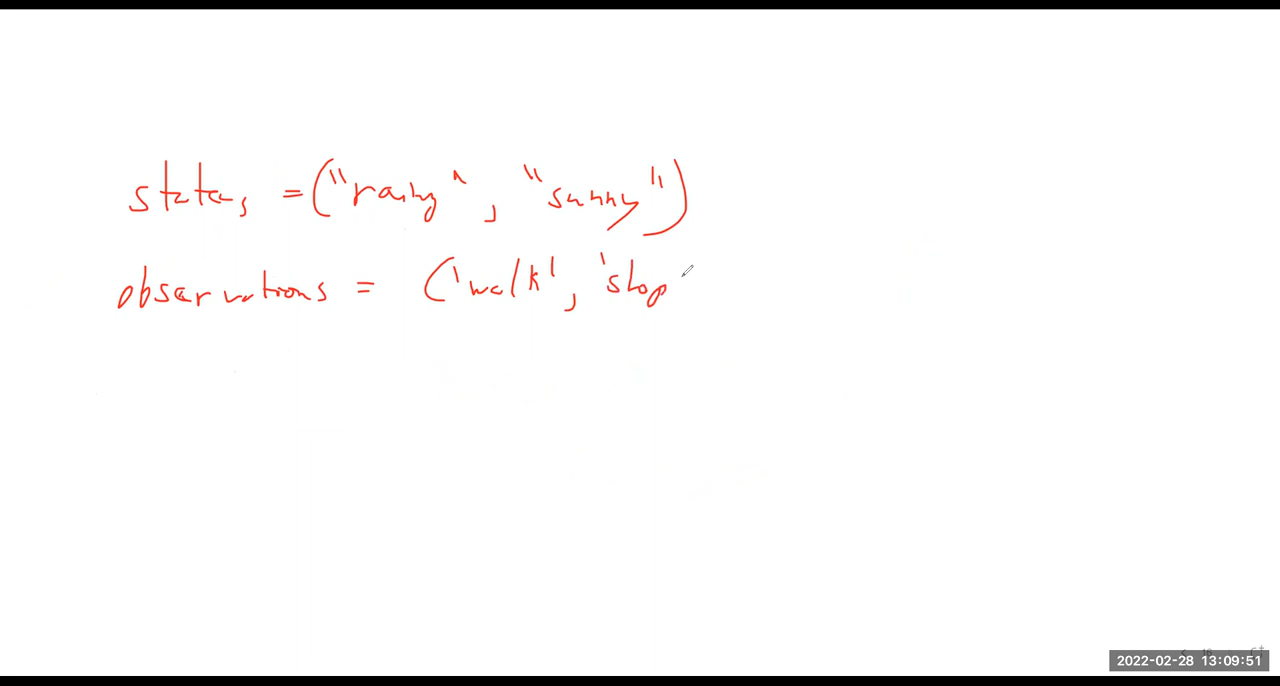 states = ("rainy", "sunny")
observations = ('walk', 'shop
2022-02-28 13:09:51